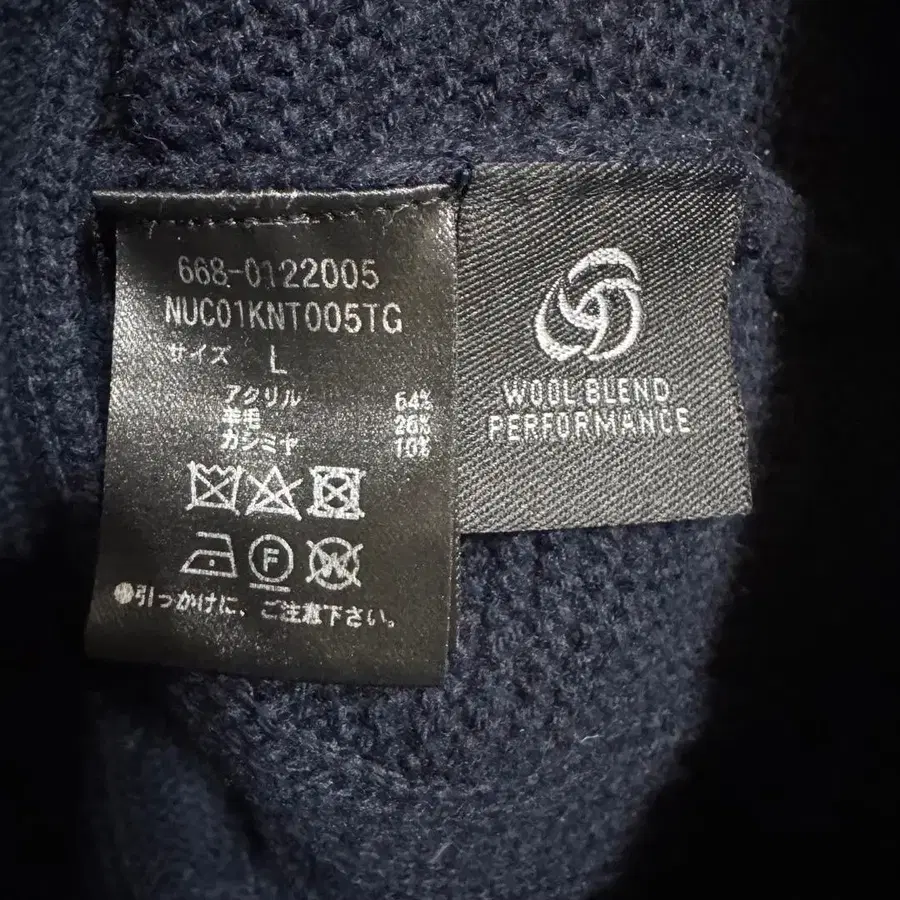 668-0122005
NUC01KNT005TG
サイズ L
アクリル 64%
羊毛 26%
カシミヤ 10%
F
W
●引っかけに、ご注意下さい。
WOOL BLEND
PERFORMANCE